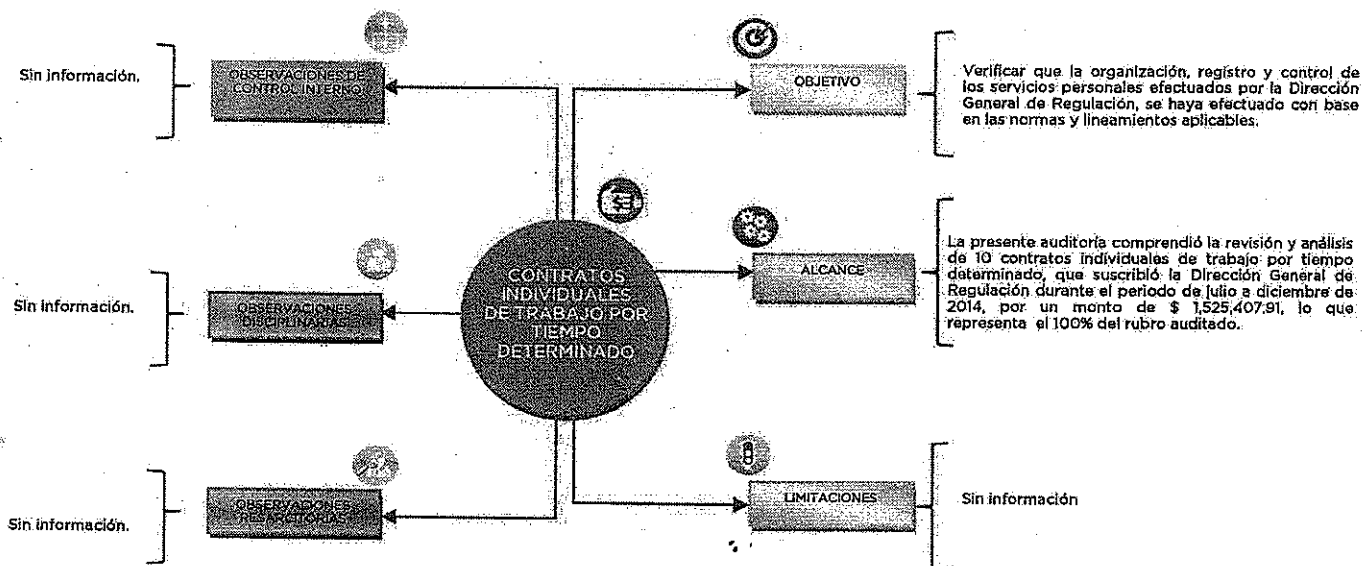 Sin información.
OBSERVACIONES DE
CONTROL INTERNO
OBJETIVO
Verificar que la organización, registro y control de
los servicios personales efectuados por la Dirección
General de Regulación, se haya efectuado con base
en las normas y lineamientos aplicables.
Sin información.
OBSERVACIONES
DISCIPLINARIAS
CONTRATOS
INDIVIDUALES
DE TRABAJO POR
TIEMPO
DETERMINADO
ALCANCE
La presente auditoría comprendió la revisión y análisis
de 10 contratos individuales de trabajo por tiempo
determinado, que suscribió la Dirección General de
Regulación durante el periodo de julio a diciembre de
2014, por un monto de $ 1,525,407.91, lo que
representa el 100% del rubro auditado.
Sin información.
OBSERVACIONES
RESARCITORIAS
LIMITACIONES
Sin información